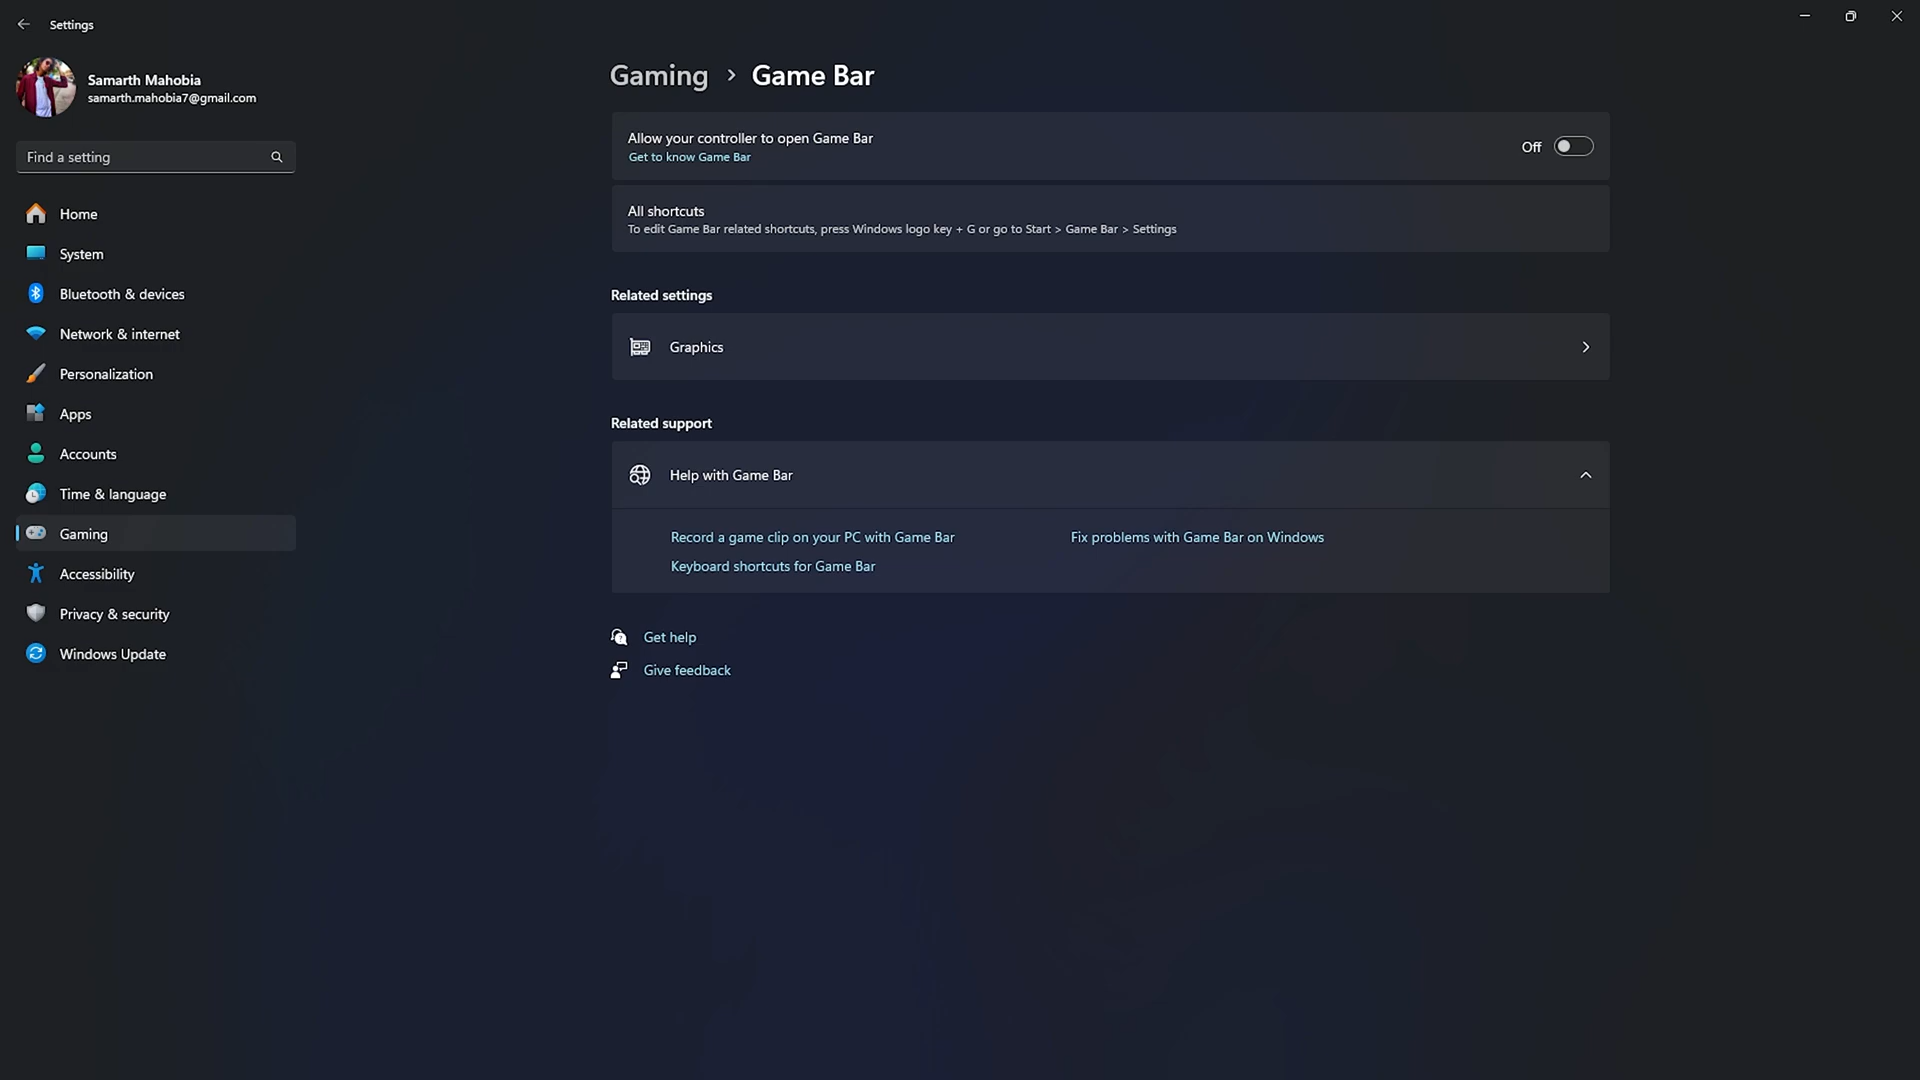 Settings
Samarth Mahobia
samarth.mahobia7@gmail.com
Find a setting
Home
System
Bluetooth & devices
Network & internet
Personalization
Apps
Accounts
Time & language
Gaming
Accessibility
Privacy & security
Windows Update
Gaming > Game Bar
Allow your controller to open Game Bar
Get to know Game Bar
Off
All shortcuts
To edit Game Bar related shortcuts, press Windows logo key + G or go to Start > Game Bar > Settings
Related settings
Graphics
Related support
Help with Game Bar
Record a game clip on your PC with Game Bar
Fix problems with Game Bar on Windows
Keyboard shortcuts for Game Bar
Get help
Give feedback